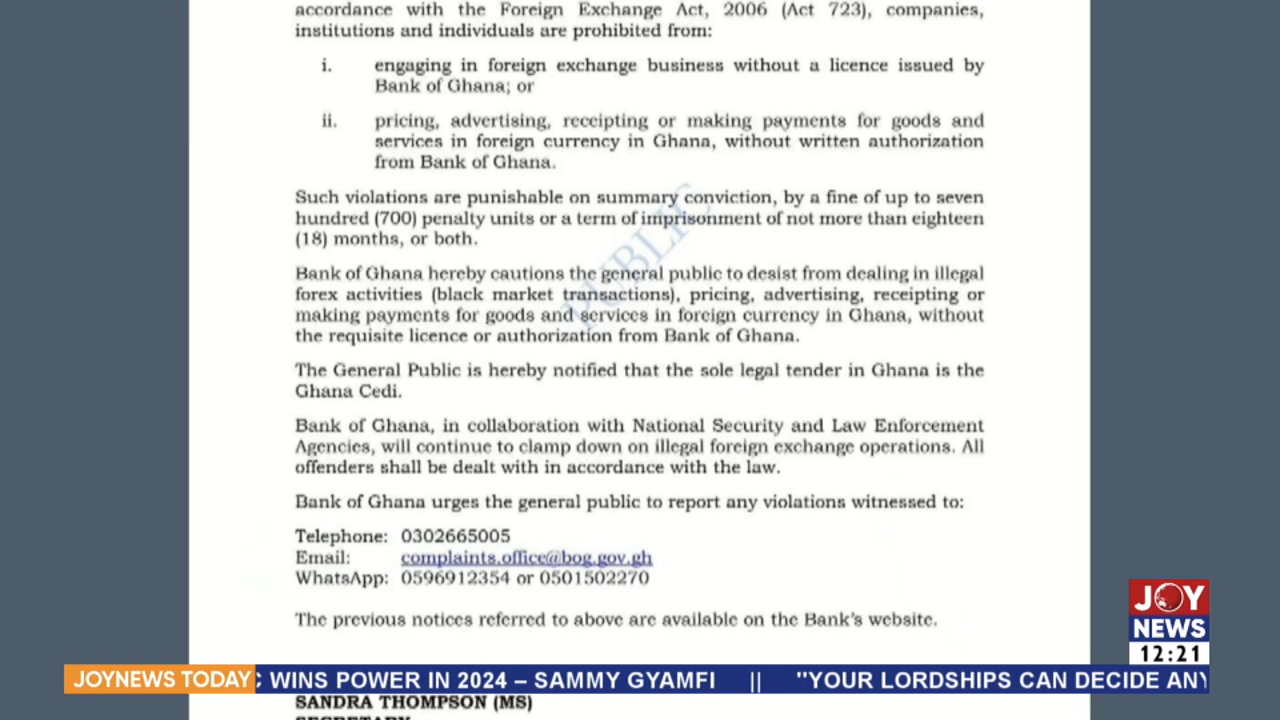 accordance with the Foreign Exchange Act, 2006 (Act 723), companies,
institutions and individuals are prohibited from:
i. engaging in foreign exchange business without a licence issued by
Bank of Ghana; or
ii. pricing, advertising, receipting or making payments for goods and
services in foreign currency in Ghana, without written authorization
from Bank of Ghana.
Such violations are punishable on summary conviction, by a fine of up to seven
hundred (700) penalty units or a term of imprisonment of not more than eighteen
(18) months, or both.
PUBLIC
Bank of Ghana hereby cautions the general public to desist from dealing in illegal
forex activities (black market transactions), pricing, advertising, receipting or
making payments for goods and services in foreign currency in Ghana, without
the requisite licence or authorization from Bank of Ghana.
The General Public is hereby notified that the sole legal tender in Ghana is the
Ghana Cedi.
Bank of Ghana, in collaboration with National Security and Law Enforcement
Agencies, will continue to clamp down on illegal foreign exchange operations. All
offenders shall be dealt with in accordance with the law.
Bank of Ghana urges the general public to report any violations witnessed to:
Telephone: 0302665005
Email: complaints.office@bog.gov.gh
WhatsApp: 0596912354 or 0501502270
The previous notices referred to above are available on the Bank's website.
JOY
NEWS
12:21
JOYNEWS TODAY C WINS POWER IN 2024 – SAMMY GYAMFI || "YOUR LORDSHIPS CAN DECIDE ANY
SANDRA THOMPSON (MS)
SECRETARY